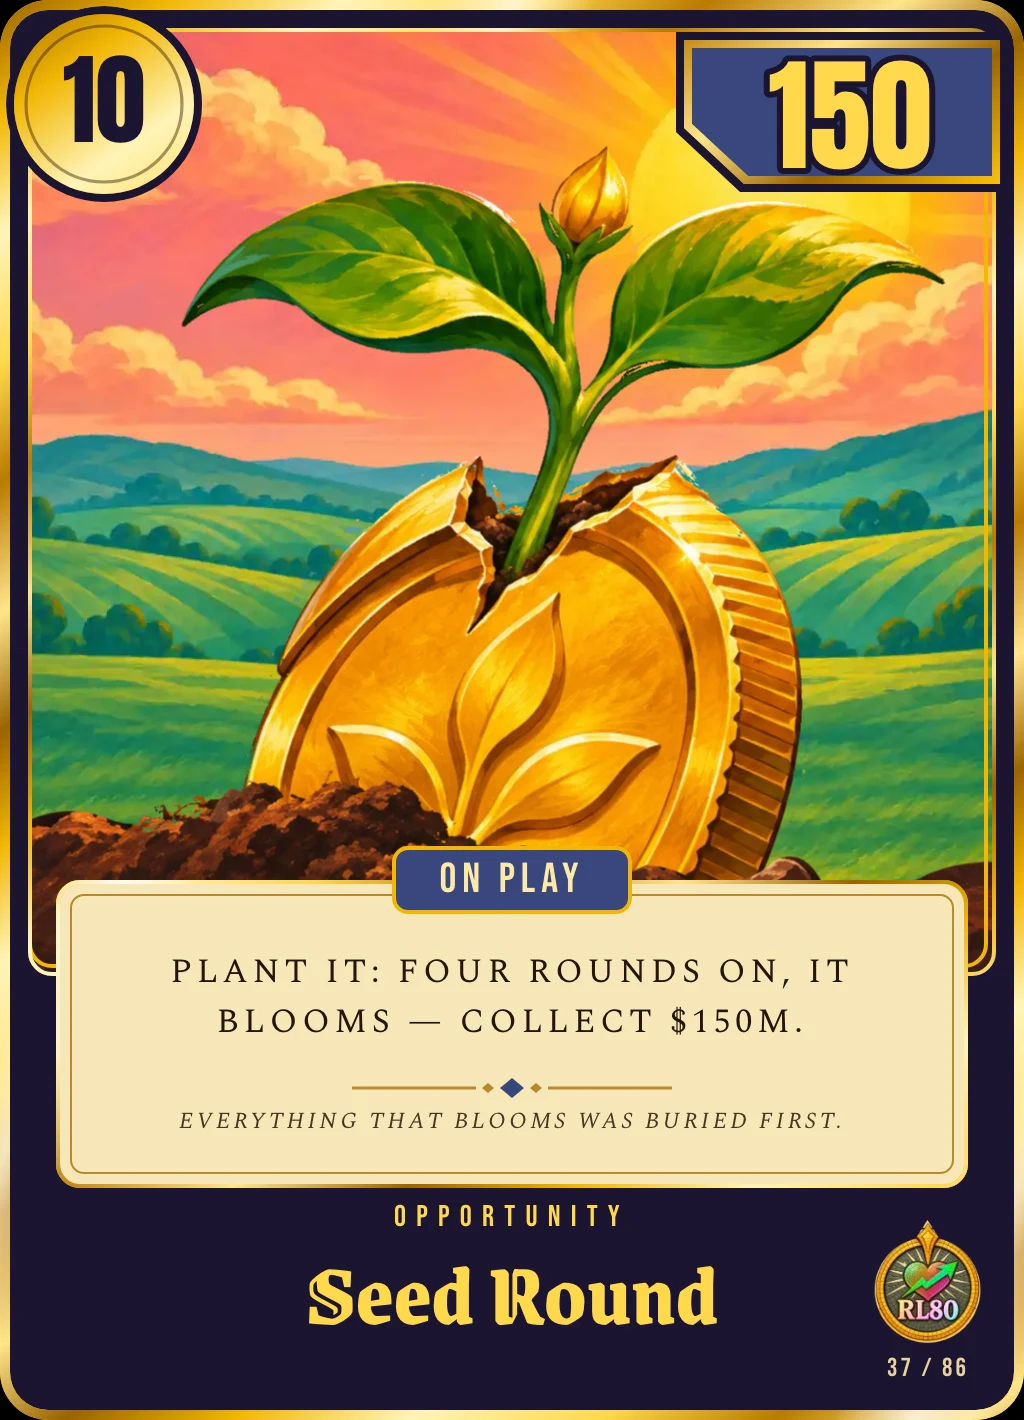 10
150
ON PLAY
PLANT IT: FOUR ROUNDS ON, IT
BLOOMS — COLLECT $150M.
EVERYTHING THAT BLOOMS WAS BURIED FIRST.
OPPORTUNITY
Seed Round
RL80
37 / 86